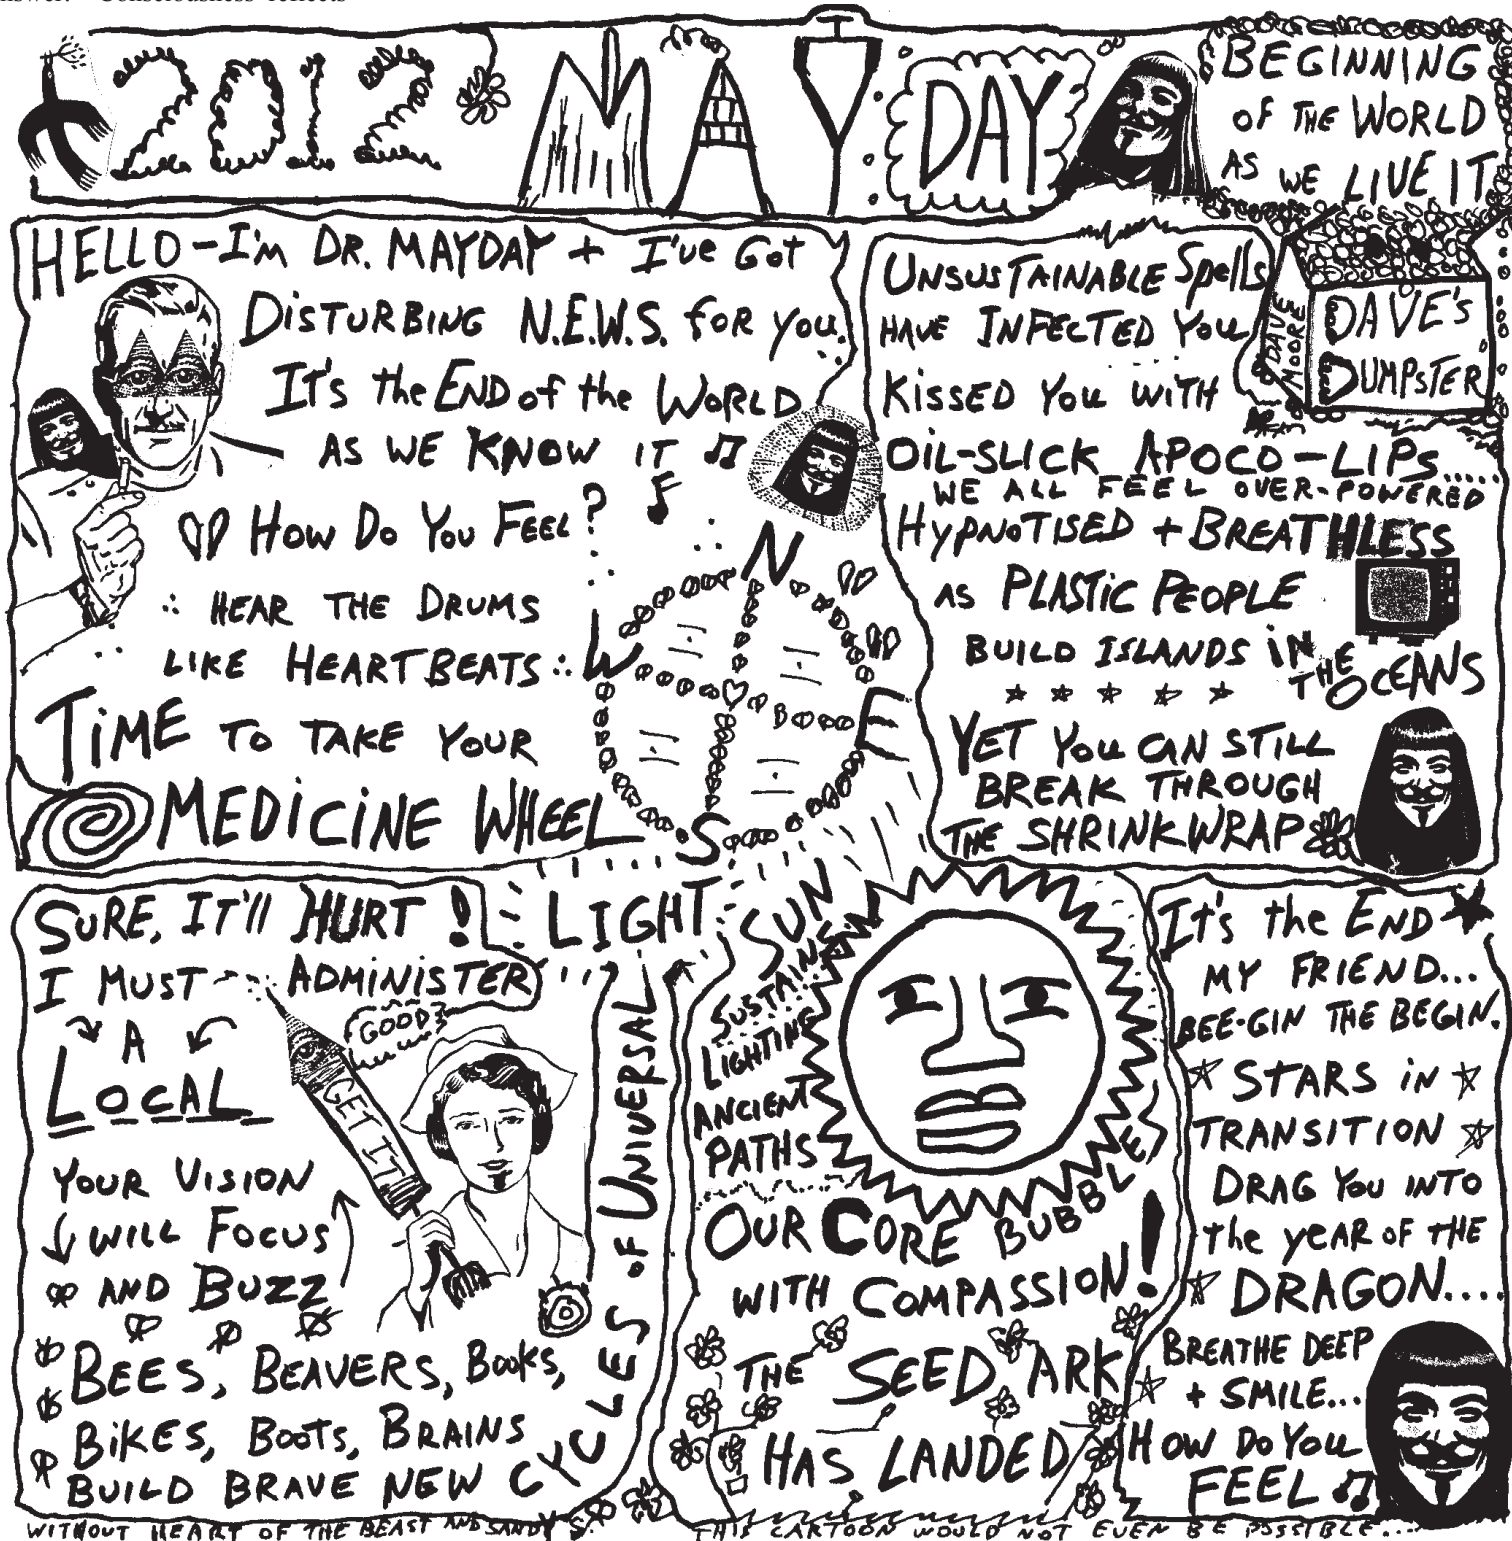 Answer: "Consciousness reflects
2012 MAY DAY
BEGINNING
OF THE WORLD
AS WE LIVE IT
DAVE MOORE
DAVE'S
DUMPSTER
HELLO-I'm DR. MAYDAY + I've Got
DISTURBING N.E.W.S. for you.
It's the END of the WORLD
AS WE KNOW IT
How Do You FEEL?
HEAR THE DRUMS
LIKE HEARTBEATS
TIME TO TAKE YOUR
MEDICINE WHEEL
N
W
E
S
UNSUSTAINABLE Spells
HAVE INFECTED You
KISSED You WITH
OIL-SLICK APOCO-LIPs.....
WE ALL FEEL OVER-POWERED
HYPNOTISED + BREATHLESS
AS PLASTIC PEOPLE
BUILD ISLANDS iN THE OCEANS
YET You CAN STILL
BREAK THROUGH
THE SHRINKWRAP
SURE, IT'll HURT!
I MUST ADMINISTER
A
LOCAL
GOOD?
GET IT!
YOUR VISION
WILL FOCUS
AND BUZZ
BEES, BEAVERS, BOOKS,
BIKES, BOOTS, BRAINS
BUILD BRAVE NEW CYCLES OF UNIVERSAL LIGHT
SUN
SUSTAINS
LIGHTING
ANCIENT
PATHS
OUR CORE BUBBLES
WITH COMPASSION!
THE SEED ARK
HAS LANDED
It's the END
MY FRIEND...
BEE-GIN THE BEGIN.
STARS iN
TRANSITION
DRAG YOU INTO
the yEAR OF THE
DRAGON....
BREATHE DEEP
+ SMILE...
HOW DO YOU
FEEL
WITHOUT HEART OF THE BEAST AND SANDY S. THIS CARTOON WOULD NOT EVEN BE POSSIBLE...